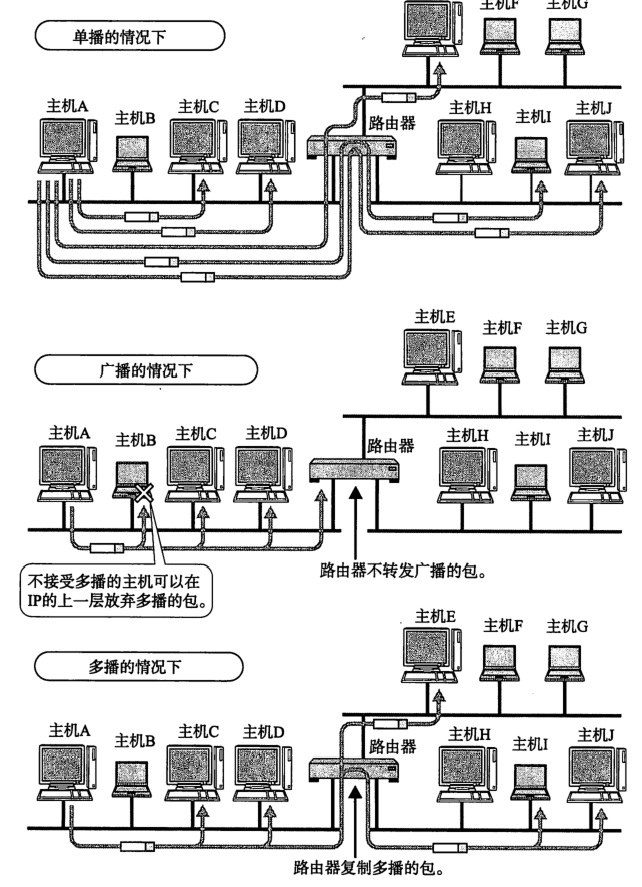 主机F 主机G
单播的情况下
主机A 主机B 主机C 主机D 路由器 主机H 主机I 主机J
主机E 主机F 主机G
广播的情况下
主机A 主机B 主机C 主机D 路由器 主机H 主机I 主机J
路由器不转发广播的包。
不接受多播的主机可以在
IP的上一层放弃多播的包。
主机E 主机F 主机G
多播的情况下
主机A 主机B 主机C 主机D 路由器 主机H 主机I 主机J
路由器复制多播的包。